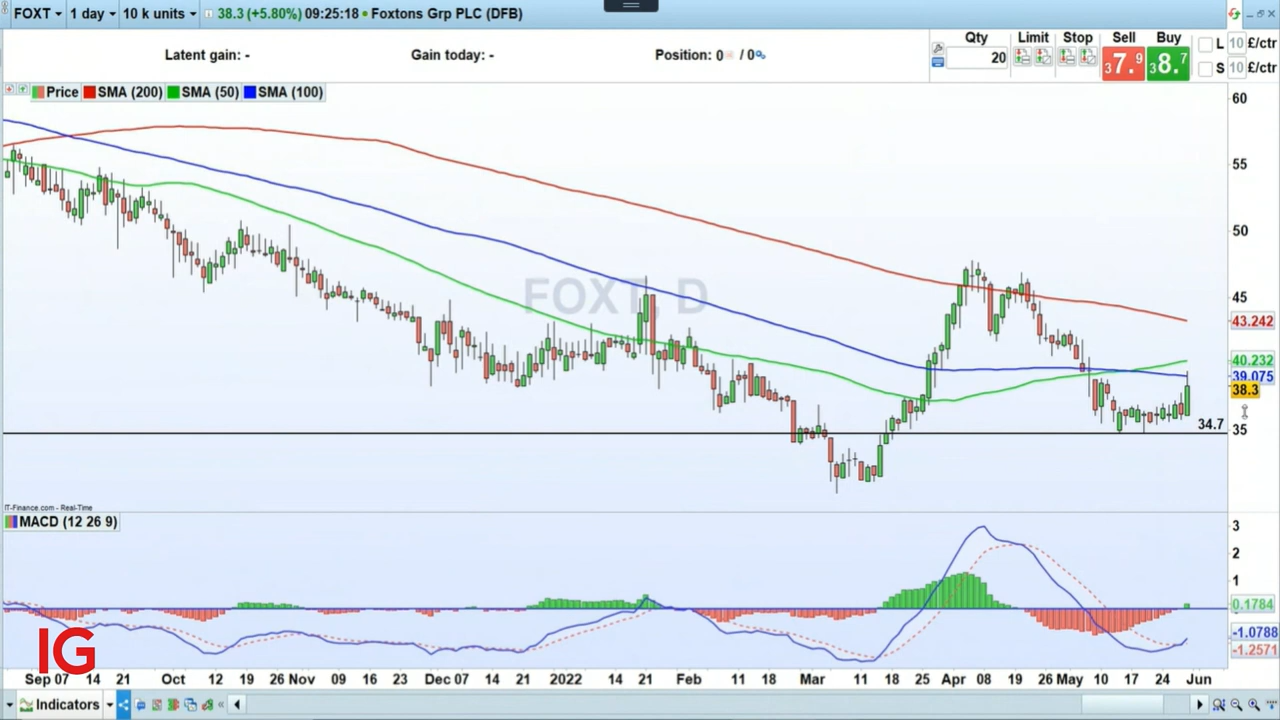 FOXT 1 day 10 k units 38.3 (+5.80%) 09:25:18 Foxtons Grp PLC (DFB)
Latent gain: - Gain today: - Position: 0 / 0
Qty Limit Stop Sell Buy
20 37.9 38.7
L 10 £/ctr
S 10 £/ctr
Price SMA (200) SMA (50) SMA (100)
60
55
50
45
43.242
40.232
39.075
38.3
35
34.7
FOXT, D
IT-Finance.com - Real-Time
MACD (12 26 9)
3
2
1
0.1784
-1.0788
-1.2571
IG
Sep 07 14 21 Oct 12 19 26 Nov 09 16 23 Dec 07 14 21 2022 14 21 Feb 08 11 18 Mar 11 18 25 Apr 08 19 26 May 10 17 24 Jun
Indicators